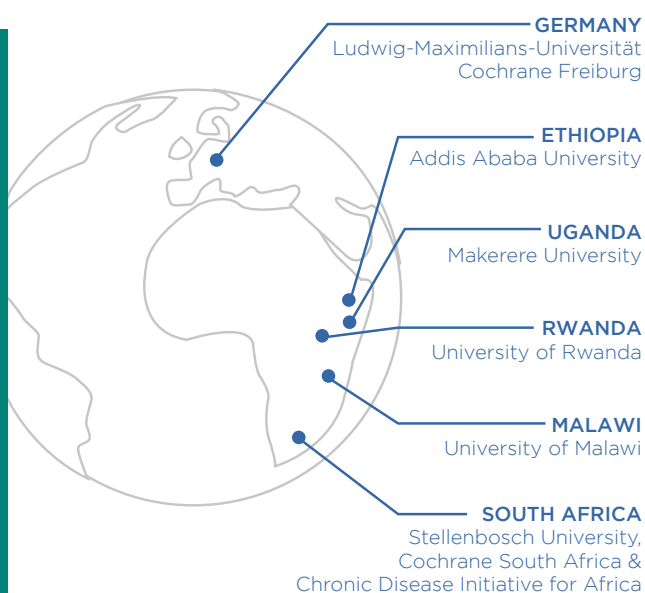 GERMANY
Ludwig-Maximilians-Universität
Cochrane Freiburg
ETHIOPIA
Addis Ababa University
UGANDA
Makerere University
RWANDA
University of Rwanda
MALAWI
University of Malawi
SOUTH AFRICA
Stellenbosch University,
Cochrane South Africa &
Chronic Disease Initiative for Africa